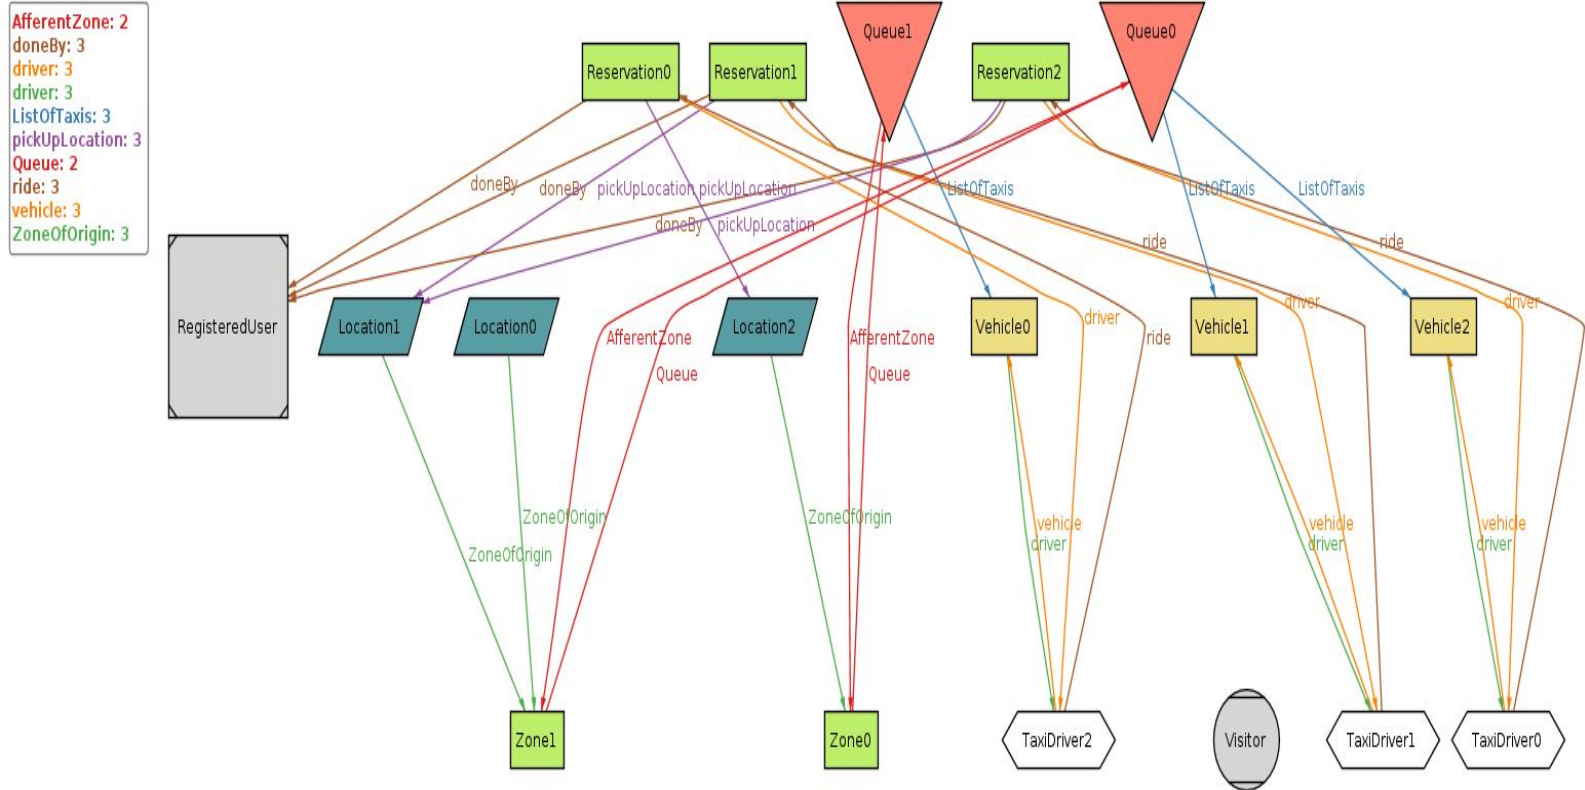 AfferentZone: 2
doneBy: 3
driver: 3
driver: 3
ListOfTaxis: 3
pickUpLocation: 3
Queue: 2
ride: 3
vehicle: 3
ZoneOfOrigin: 3
Queue1
Queue0
Reservation0
Reservation1
Reservation2
doneBy
doneBy
pickUpLocation
pickUpLocation
ListOfTaxis
ListOfTaxis
ListOfTaxis
doneBy
pickUpLocation
ride
ride
driver
driver
driver
RegisteredUser
Location1
Location0
Location2
Vehicle0
Vehicle1
Vehicle2
AfferentZone
AfferentZone
ride
Queue
Queue
ZoneOfOrigin
ZoneOfOrigin
vehicle
vehicle
vehicle
driver
driver
driver
ZoneOfOrigin
Zone1
Zone0
TaxiDriver2
Visitor
TaxiDriver1
TaxiDriver0